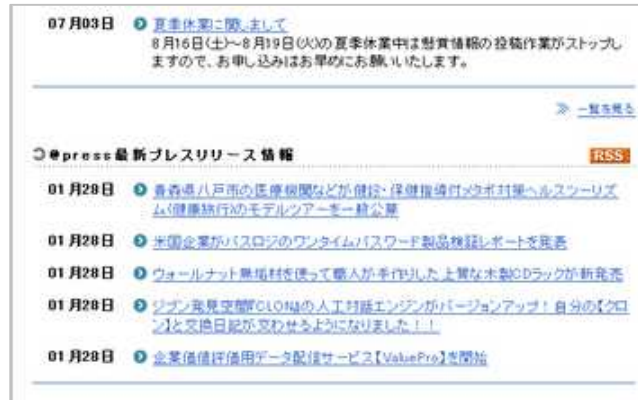 07月03日 夏季休業に関しまして
8月16日(土)～8月19日(火)の夏季休業中は懸賞情報の投稿作業がストップし
ますので、お申し込みはお早めにお願いいたします。
一覧を見る
@press最新プレスリリース情報 RSS
01月28日 青森県八戸市の医療機関などが健診・保健指導付メタボ対策ヘルスツーリズ
ム(健康旅行)のモデルツアーを一般公募
01月28日 米国企業がパスロジのワンタイムパスワード製品検証レポートを発表
01月28日 ウォールナット無垢材を使って職人が手作りした上質な木製CDラックが新発売
01月28日 ジブン発見空間『CLON』の人工対話エンジンがバージョンアップ！自分の【クロ
ン】と交換日記が交わせるようになりました！！
01月28日 企業価値評価用データ配信サービス【ValuePro】を開始